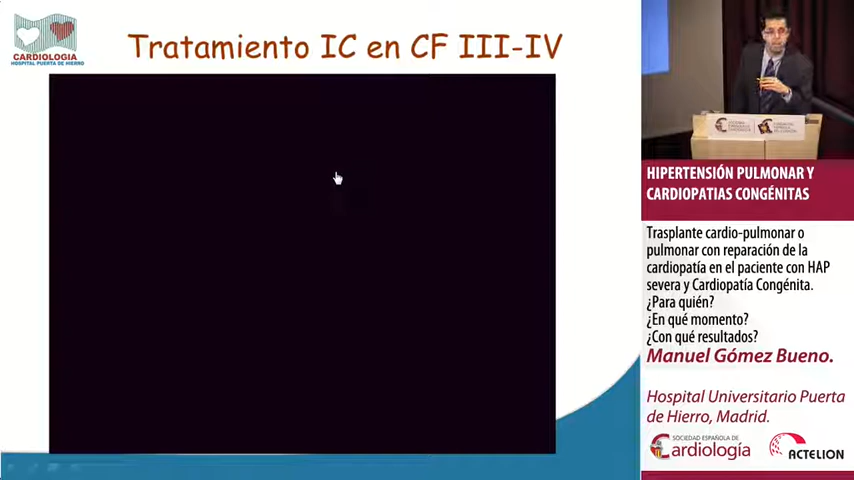 CARDIOLOGIA
HOSPITAL PUERTA DE HIERRO
Tratamiento IC en CF III-IV
HIPERTENSIÓN PULMONAR Y
CARDIOPATIAS CONGÉNITAS
Trasplante cardio-pulmonar o
pulmonar con reparación de la
cardiopatía en el paciente con HAP
severa y Cardiopatía Congénita.
¿Para quién?
¿En qué momento?
¿Con qué resultados?
Manuel Gómez Bueno.
Hospital Universitario Puerta
de Hierro, Madrid.
SOCIEDAD ESPAÑOLA DE
Cardiología
ACTELION